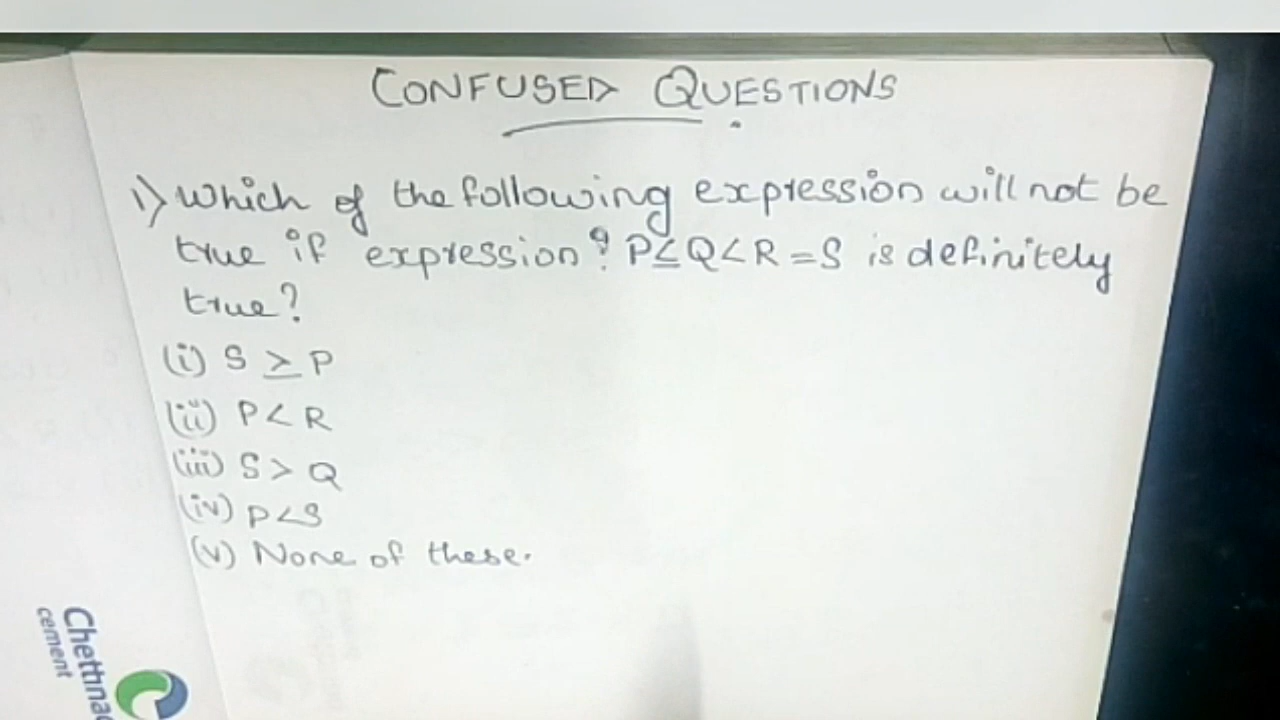 CONFUSED QUESTIONS
1) Which of the following expression will not be
true if expression? P≤Q<R=S is definitely
true?
(i) S ≥ P
(ii) P < R
(iii) S > Q
(iv) P<S
(v) None of these.
Chettina
cement